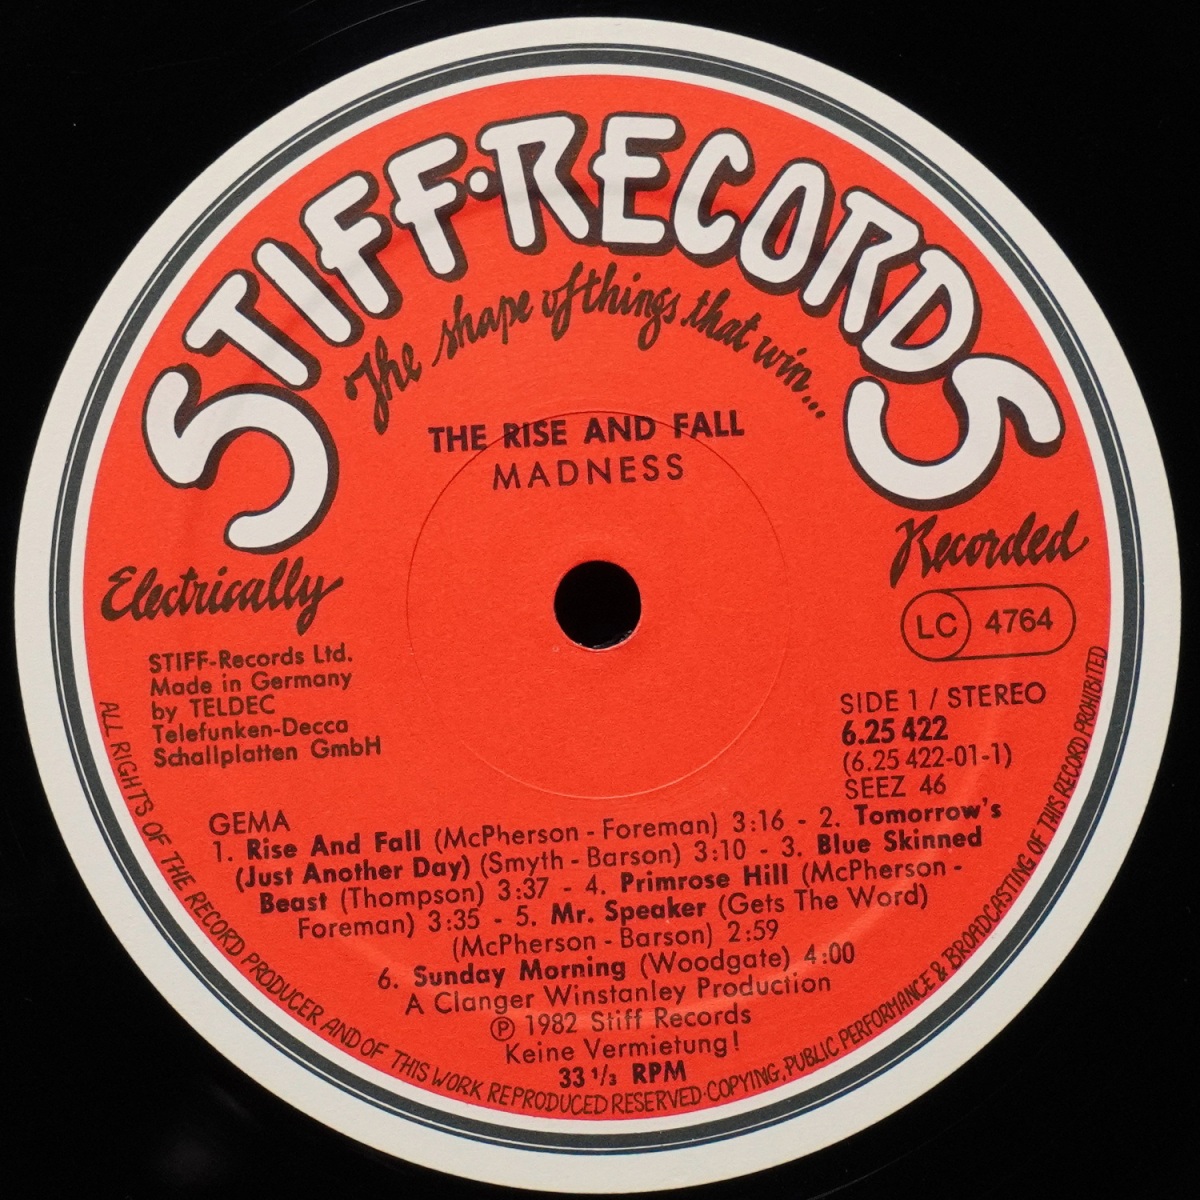 STIFF·RECORDS
The shape of things that win...
THE RISE AND FALL
MADNESS
Electrically
Recorded
LC 4764
STIFF-Records Ltd.
Made in Germany
by TELDEC
Telefunken-Decca
Schallplatten GmbH
SIDE 1 / STEREO
6.25 422
(6.25 422-01-1)
SEEZ 46
GEMA
1. Rise And Fall (McPherson - Foreman) 3:16 - 2. Tomorrow's
(Just Another Day) (Smyth - Barson) 3:10 - 3. Blue Skinned
Beast (Thompson) 3:37 - 4. Primrose Hill (McPherson -
Foreman) 3:35 - 5. Mr. Speaker (Gets The Word)
(McPherson - Barson) 2:59
6. Sunday Morning (Woodgate) 4:00
A Clanger Winstanley Production
℗ 1982 Stiff Records
Keine Vermietung!
33 1/3 RPM
ALL RIGHTS OF THE RECORD PRODUCER AND OF THIS WORK REPRODUCED RESERVED·COPYING, PUBLIC PERFORMANCE & BROADCASTING OF THIS RECORD PROHIBITED